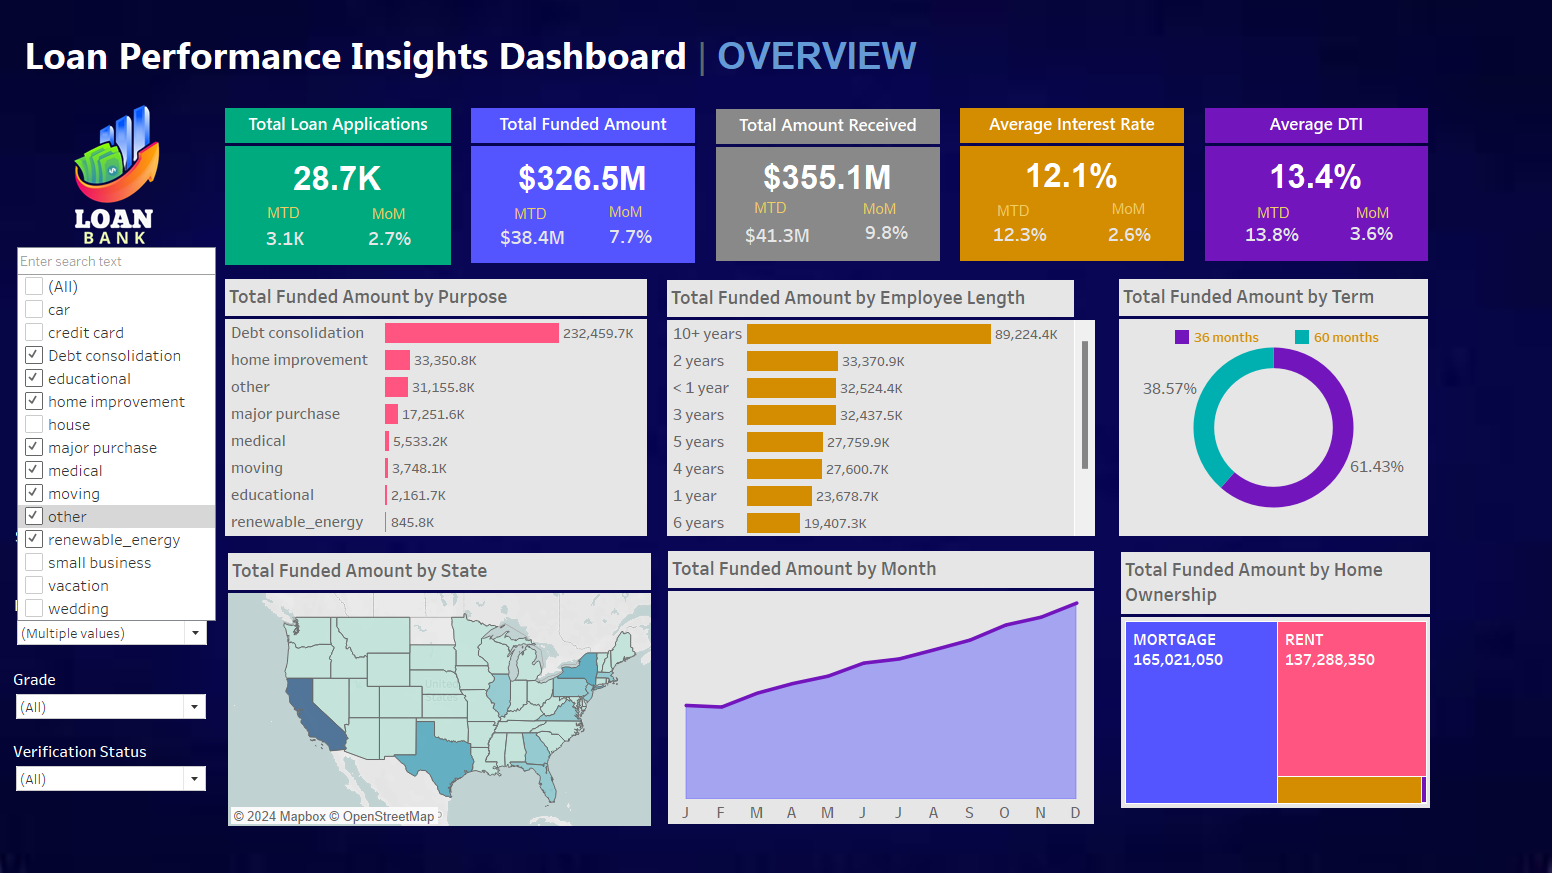 Loan Performance Insights Dashboard | OVERVIEW
LOAN
BANK
Total Loan Applications
28.7K
MTD MoM
3.1K 2.7%
Total Funded Amount
$326.5M
MTD MoM
$38.4M 7.7%
Total Amount Received
$355.1M
MTD MoM
$41.3M 9.8%
Average Interest Rate
12.1%
MTD MoM
12.3% 2.6%
Average DTI
13.4%
MTD MoM
13.8% 3.6%
Enter search text
(All)
car
credit card
Debt consolidation
educational
home improvement
house
major purchase
medical
moving
other
renewable_energy
small business
vacation
wedding
(Multiple values)
Grade
(All)
Verification Status
(All)
Total Funded Amount by Purpose
Debt consolidation 232,459.7K
home improvement 33,350.8K
other 31,155.8K
major purchase 17,251.6K
medical 5,533.2K
moving 3,748.1K
educational 2,161.7K
renewable_energy 845.8K
Total Funded Amount by Employee Length
10+ years 89,224.4K
2 years 33,370.9K
< 1 year 32,524.4K
3 years 32,437.5K
5 years 27,759.9K
4 years 27,600.7K
1 year 23,678.7K
6 years 19,407.3K
Total Funded Amount by Term
36 months 60 months
38.57%
61.43%
Total Funded Amount by State
United
States
© 2024 Mapbox © OpenStreetMap
Total Funded Amount by Month
J F M A M J J A S O N D
Total Funded Amount by Home
Ownership
MORTGAGE
165,021,050
RENT
137,288,350